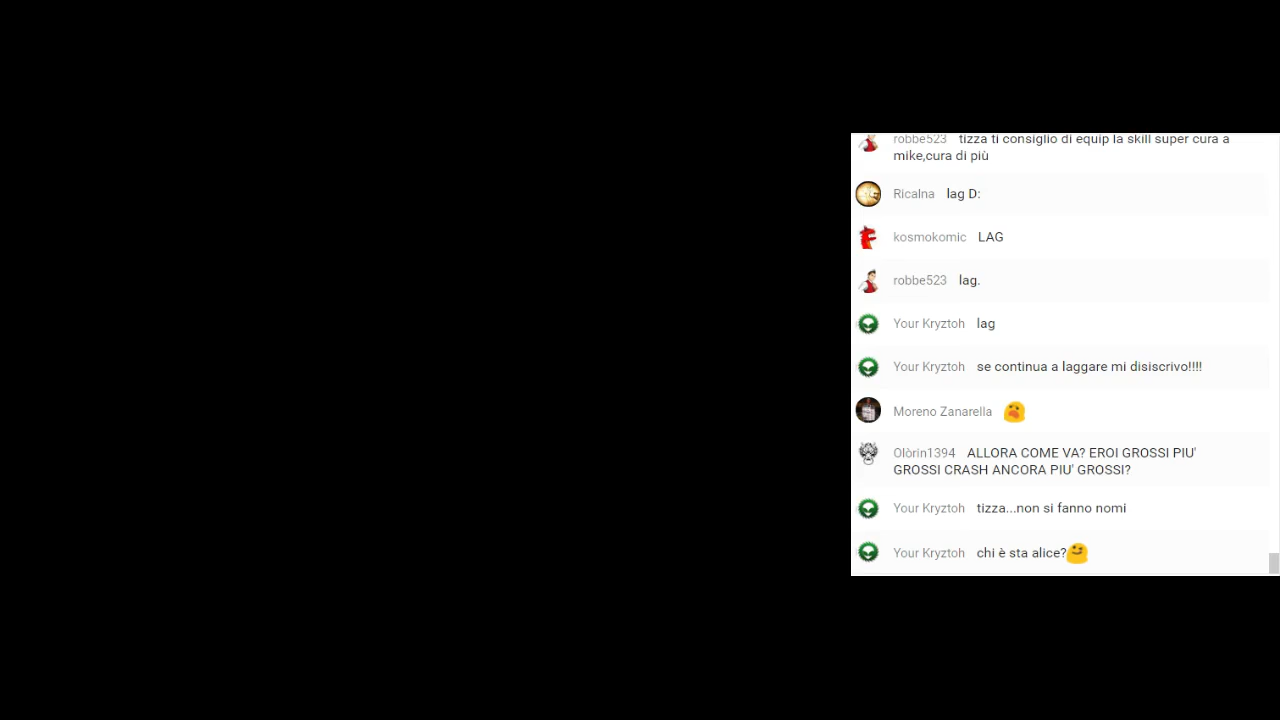 robbe523 tizza ti consiglio di equip la skill super cura a
mike,cura di più
Ricalna lag D:
kosmokomic LAG
robbe523 lag.
Your Kryztoh lag
Your Kryztoh se continua a laggare mi disiscrivo!!!!
Moreno Zanarella
Olòrin1394 ALLORA COME VA? EROI GROSSI PIU'
GROSSI CRASH ANCORA PIU' GROSSI?
Your Kryztoh tizza...non si fanno nomi
Your Kryztoh chi è sta alice?